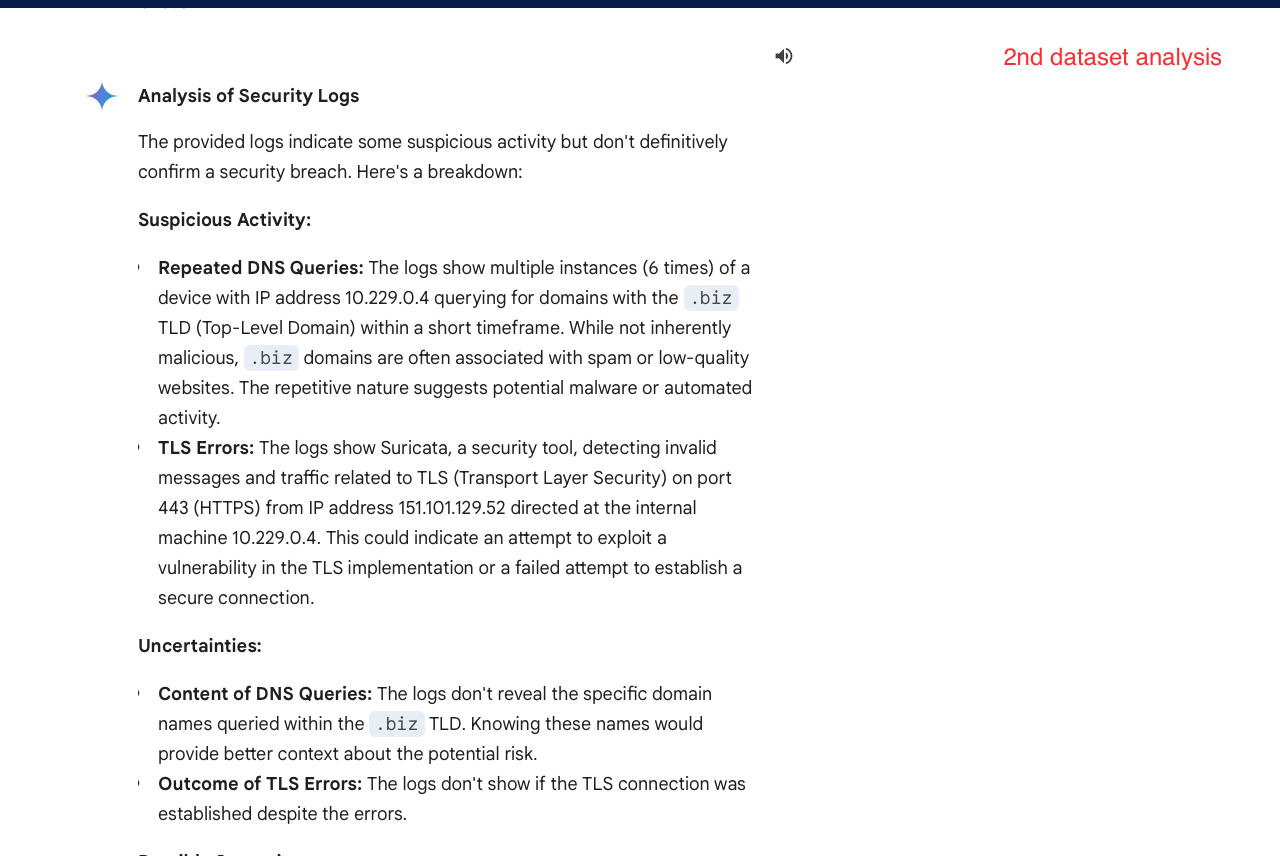 2nd dataset analysis
Analysis of Security Logs
The provided logs indicate some suspicious activity but don't definitively
confirm a security breach. Here's a breakdown:
Suspicious Activity:
Repeated DNS Queries: The logs show multiple instances (6 times) of a
device with IP address 10.229.0.4 querying for domains with the .biz
TLD (Top-Level Domain) within a short timeframe. While not inherently
malicious, .biz domains are often associated with spam or low-quality
websites. The repetitive nature suggests potential malware or automated
activity.
TLS Errors: The logs show Suricata, a security tool, detecting invalid
messages and traffic related to TLS (Transport Layer Security) on port
443 (HTTPS) from IP address 151.101.129.52 directed at the internal
machine 10.229.0.4. This could indicate an attempt to exploit a
vulnerability in the TLS implementation or a failed attempt to establish a
secure connection.
Uncertainties:
Content of DNS Queries: The logs don't reveal the specific domain
names queried within the .biz TLD. Knowing these names would
provide better context about the potential risk.
Outcome of TLS Errors: The logs don't show if the TLS connection was
established despite the errors.